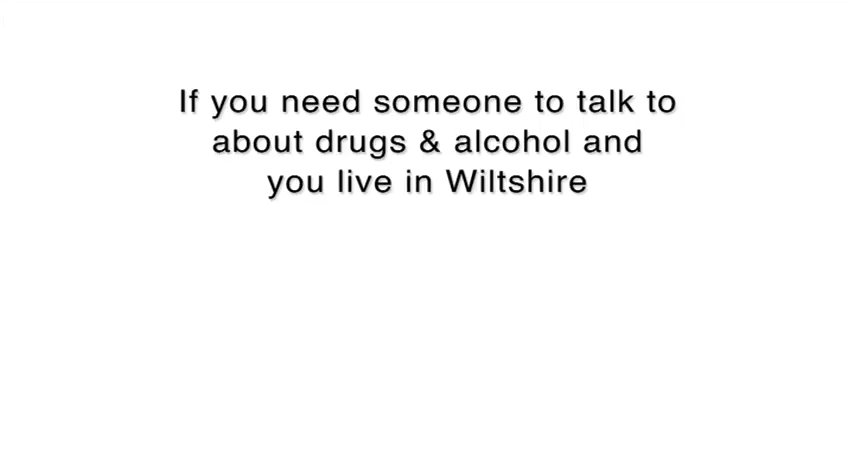 If you need someone to talk to
about drugs & alcohol and
you live in Wiltshire